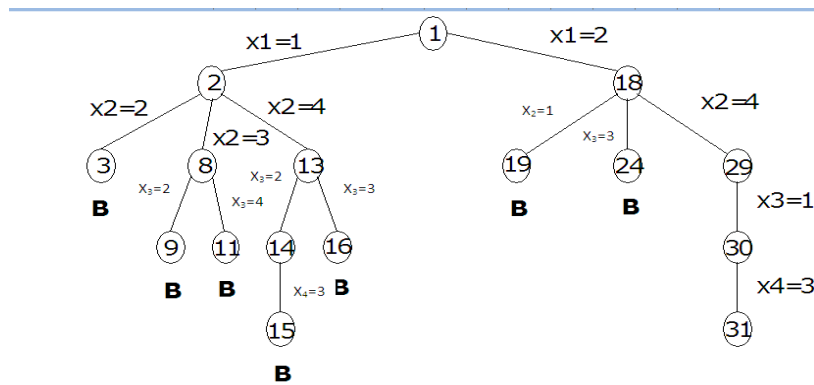 1
x1=1
x1=2
2
18
x2=2
x2=3
x2=4
X₂=1
X₃=3
x2=4
3
8
13
19
24
29
B
X₃=2
X₃=4
X₃=2
X₃=3
B
B
x3=1
9
11
14
16
30
B
B
X₄=3
B
x4=3
15
31
B